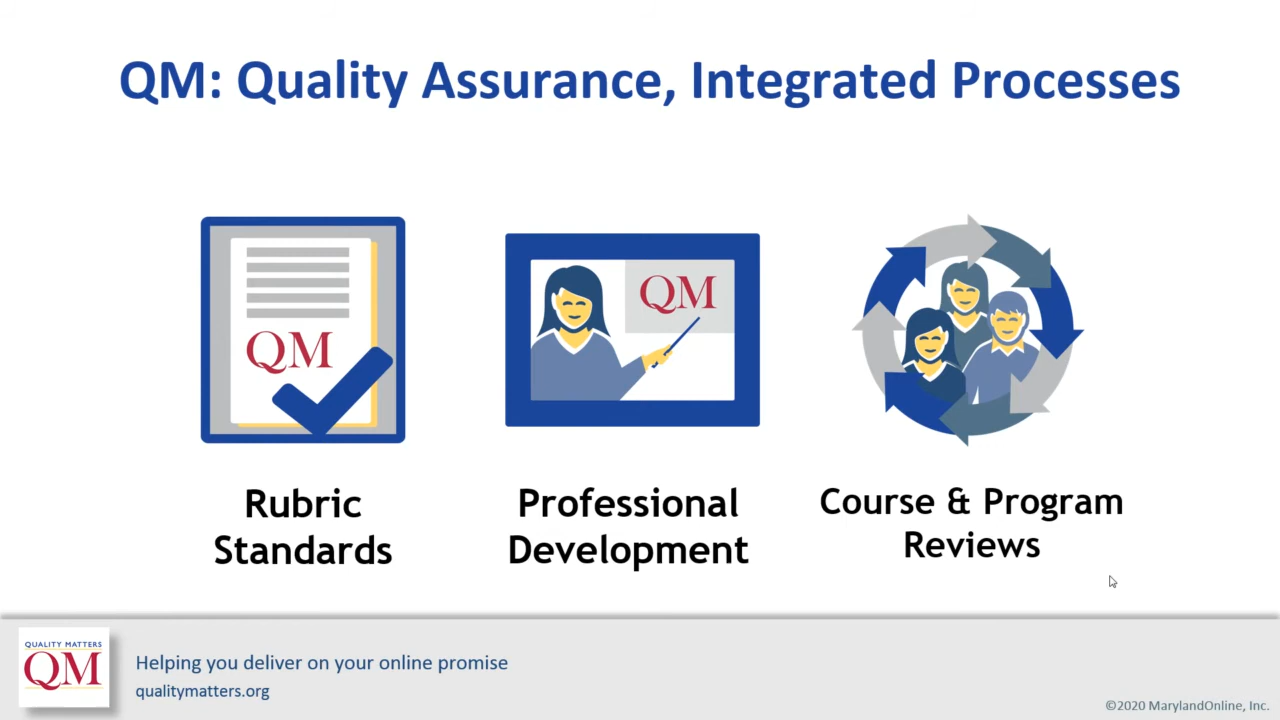 QM: Quality Assurance, Integrated Processes
QM
QM
Rubric
Standards
Professional
Development
Course & Program
Reviews
QUALITY MATTERS
QM
Helping you deliver on your online promise
qualitymatters.org
©2020 MarylandOnline, Inc.